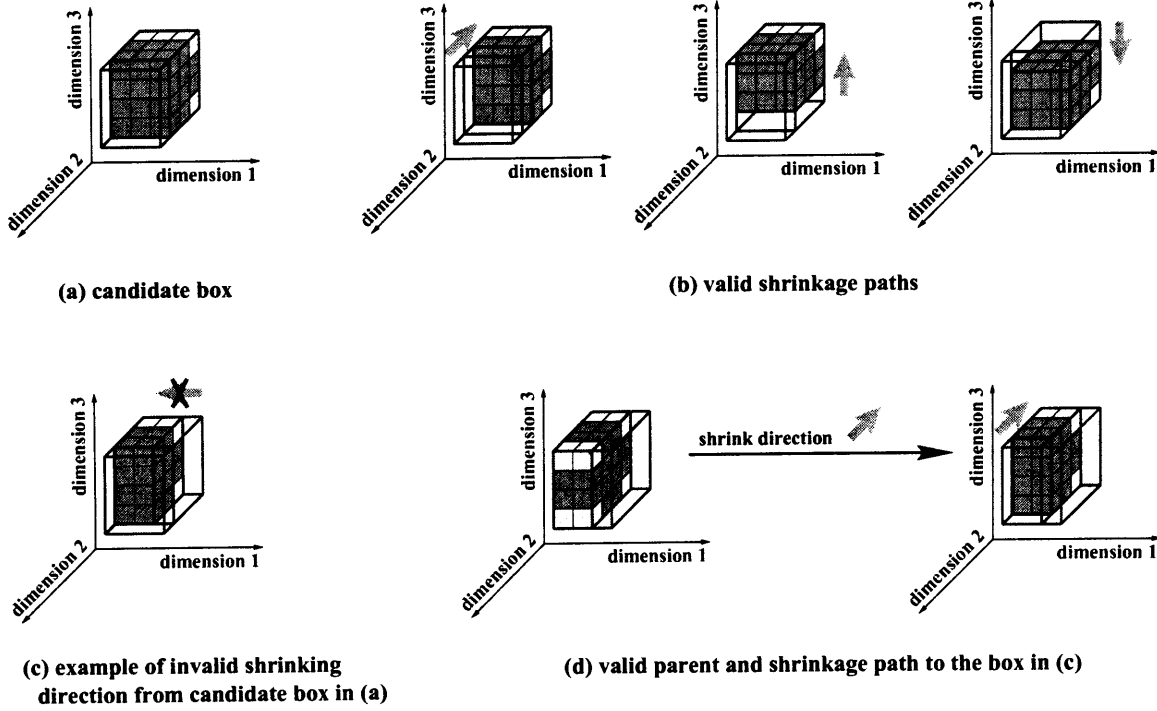 dimension 3
dimension 2
dimension 1
dimension 3
dimension 2
dimension 1
dimension 3
dimension 2
dimension 1
dimension 3
dimension 2
dimension 1
(a) candidate box
(b) valid shrinkage paths
dimension 3
dimension 2
dimension 1
dimension 3
dimension 2
dimension 1
shrink direction
dimension 3
dimension 2
dimension 1
(c) example of invalid shrinking
direction from candidate box in (a)
(d) valid parent and shrinkage path to the box in (c)